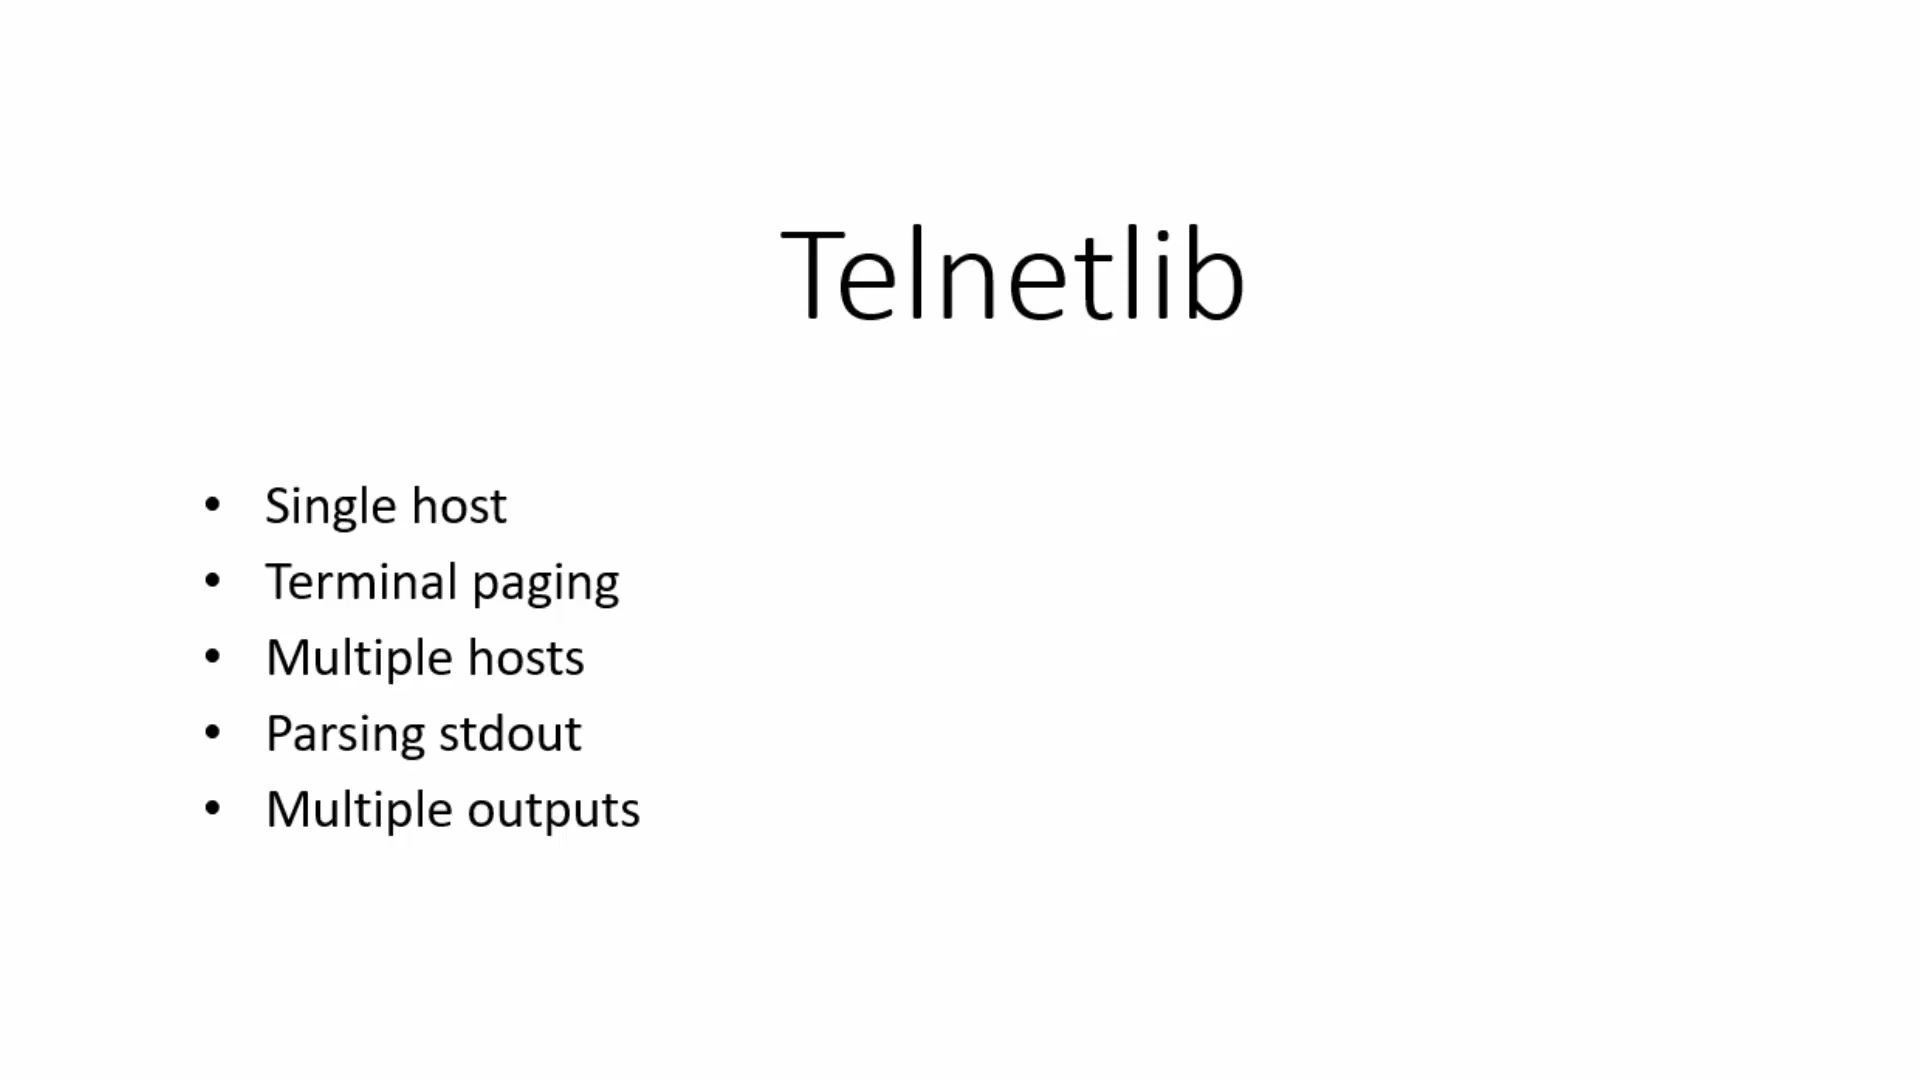 Telnetlib
• Single host
• Terminal paging
• Multiple hosts
• Parsing stdout
• Multiple outputs